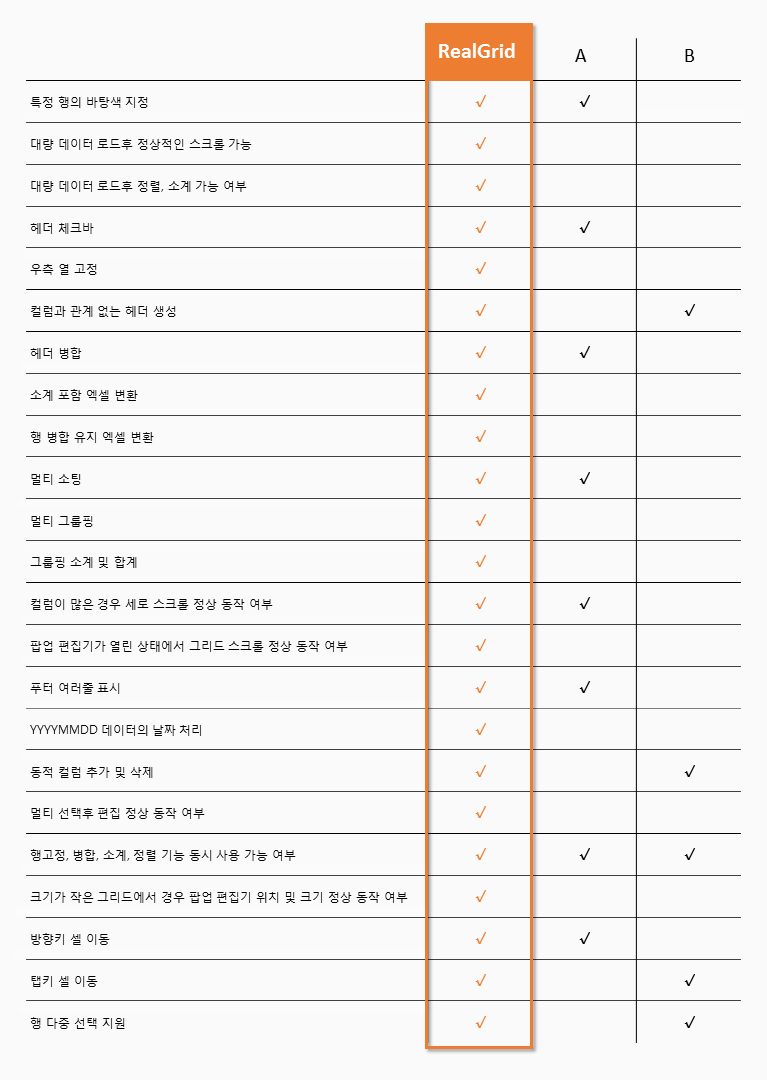 RealGrid A B
특정 행의 바탕색 지정 ✓ ✓
대량 데이터 로드후 정상적인 스크롤 가능 ✓
대량 데이터 로드후 정렬, 소계 가능 여부 ✓
헤더 체크바 ✓ ✓
우측 열 고정 ✓
컬럼과 관계 없는 헤더 생성 ✓ ✓
헤더 병합 ✓ ✓
소계 포함 엑셀 변환 ✓
행 병합 유지 엑셀 변환 ✓
멀티 소팅 ✓ ✓
멀티 그룹핑 ✓
그룹핑 소계 및 합계 ✓
컬럼이 많은 경우 세로 스크롤 정상 동작 여부 ✓ ✓
팝업 편집기가 열린 상태에서 그리드 스크롤 정상 동작 여부 ✓
푸터 여러줄 표시 ✓ ✓
YYYYMMDD 데이터의 날짜 처리 ✓
동적 컬럼 추가 및 삭제 ✓ ✓
멀티 선택후 편집 정상 동작 여부 ✓
행고정, 병합, 소계, 정렬 기능 동시 사용 가능 여부 ✓ ✓ ✓
크기가 작은 그리드에서 경우 팝업 편집기 위치 및 크기 정상 동작 여부 ✓
방향키 셀 이동 ✓ ✓
탭키 셀 이동 ✓ ✓
행 다중 선택 지원 ✓ ✓